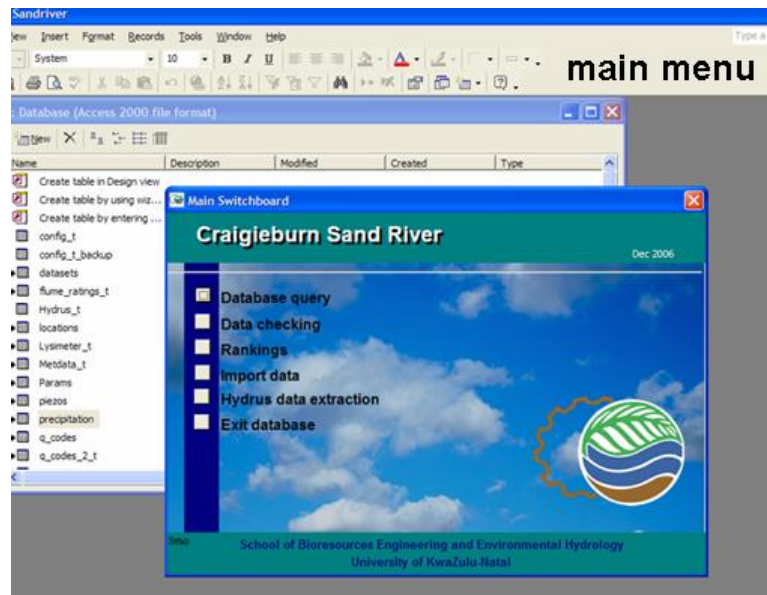 Sandriver
View Insert Format Records Tools Window Help
Type a
System 10 B I U
main menu
: Database (Access 2000 file format)
New
Name Description Modified Created Type
Create table in Design view
Create table by using wiz...
Create table by entering ...
config_t
config_t_backup
datasets
flume_ratings_t
Hydrus_t
locations
Lysimeter_t
Metdata_t
Params
piezos
precipitation
q_codes
q_codes_2_t
Main Switchboard
Craigieburn Sand River
Dec 2006
Database query
Data checking
Rankings
Import data
Hydrus data extraction
Exit database
Setup
School of Bioresources Engineering and Environmental Hydrology
University of KwaZulu-Natal